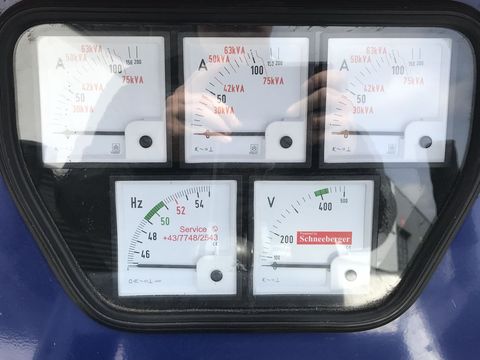 A 50kVA 63kVA 100 150 200
42kVA 75kVA
50
30kVA
A 50kVA 63kVA 100 150 200
42kVA 75kVA
50
30kVA
A 50kVA 63kVA 100 150 200
42kVA 75kVA
50
30kVA
Hz 46 48 50 52 54
Service
+43/7748/2543
V 100 200 400 500
Schneeberger